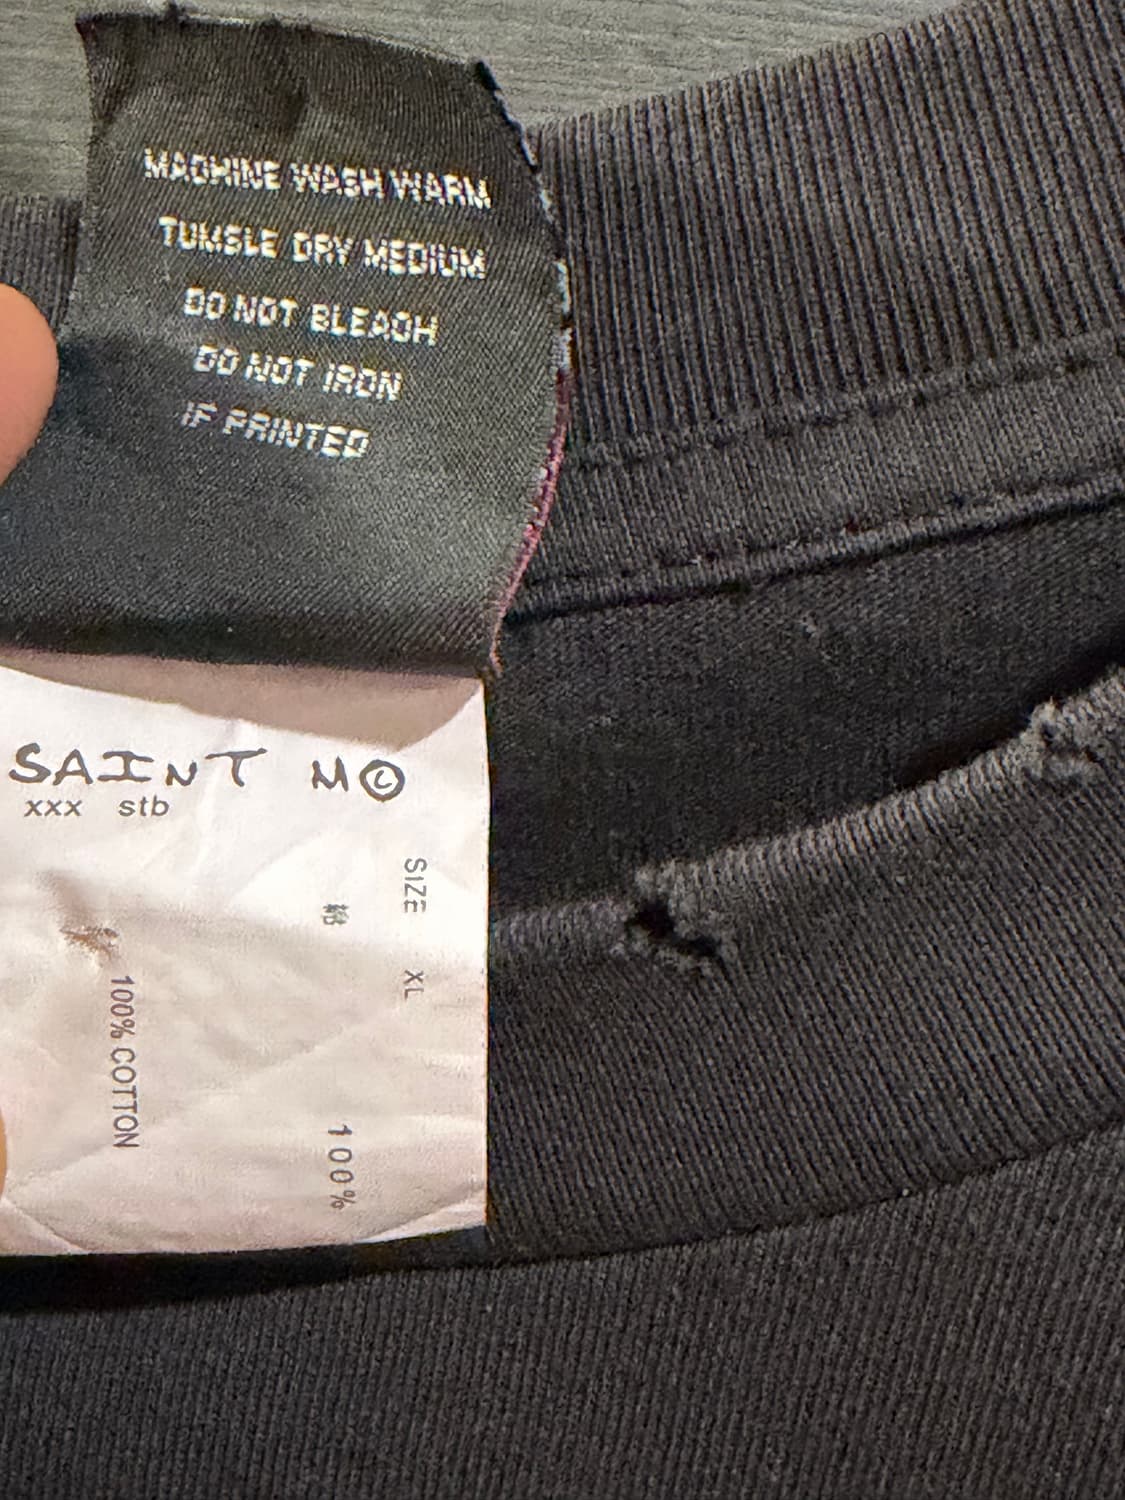 MACHINE WASH WARM
TUMBLE DRY MEDIUM
DO NOT BLEACH
DO NOT IRON
IF PRINTED
SAINT M©
xxx stb
SIZE XL
綿 100%
100% COTTON